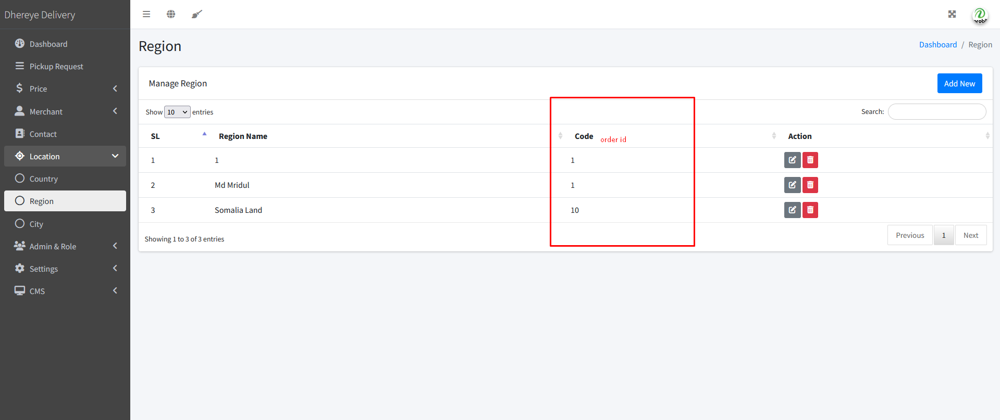 Dhereye Delivery
Dashboard
Pickup Request
Price
Merchant
Contact
Location
Country
Region
City
Admin & Role
Settings
CMS
Region
Dashboard / Region
Manage Region
Add New
Show 10 entries
Search:
SL Region Name Code order id Action
1 1 1
2 Md Mridul 1
3 Somalia Land 10
Showing 1 to 3 of 3 entries
Previous 1 Next